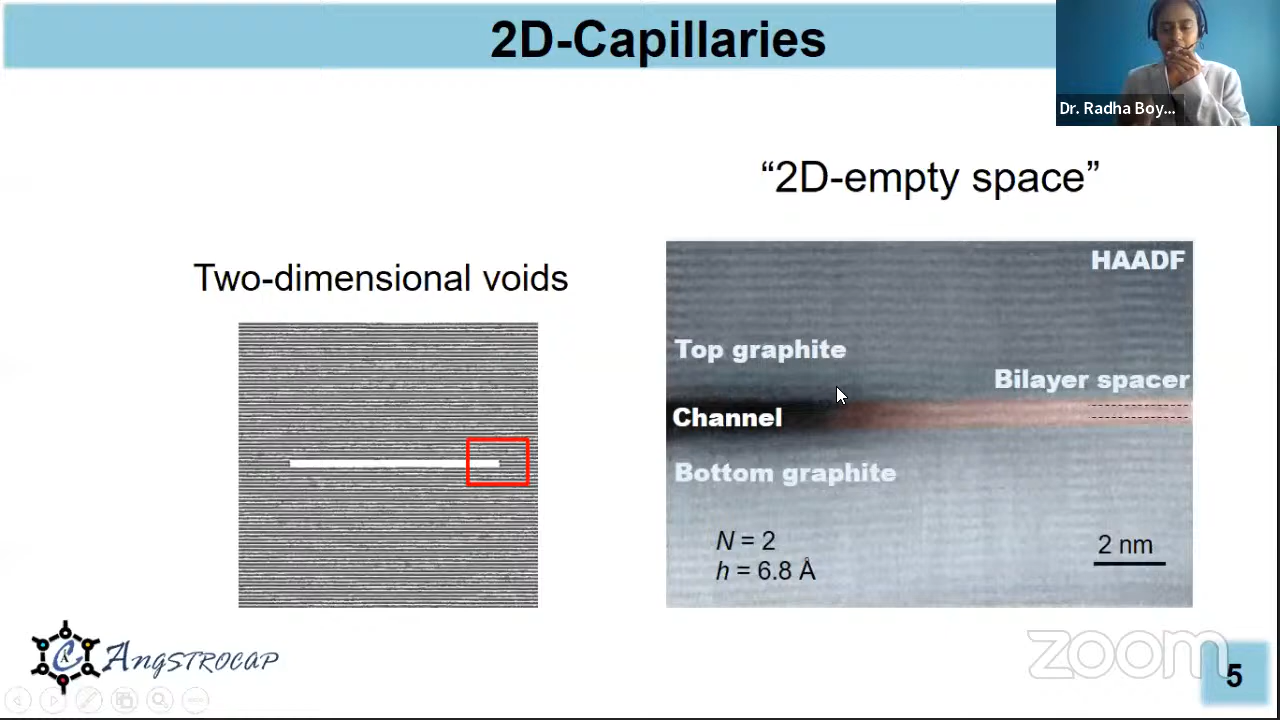 2D-Capillaries
Dr. Radha Boy...
“2D-empty space”
Two-dimensional voids
HAADF
Top graphite
Bilayer spacer
Channel
Bottom graphite
N = 2
h = 6.8 Å
2 nm
ANGSTROCAP
zoom
5